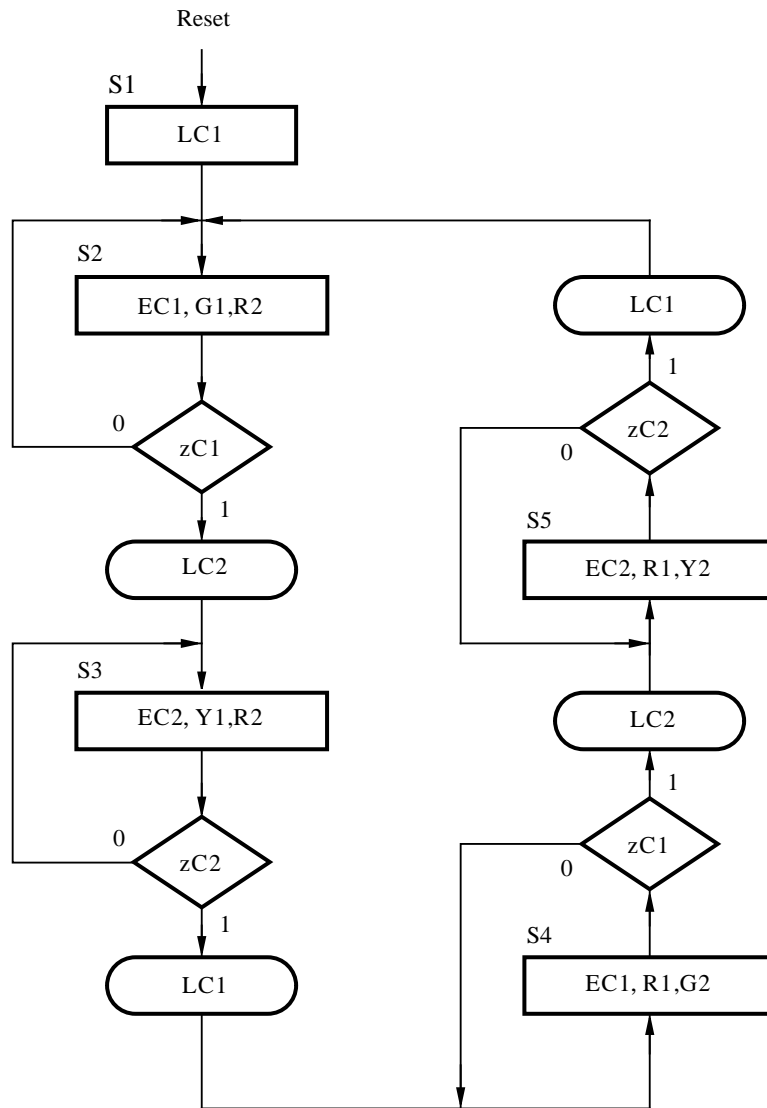 Reset
S1
LC1
S2
EC1, G1,R2
0
zC1
1
LC2
S3
EC2, Y1,R2
0
zC2
1
LC1
LC1
1
zC2
0
S5
EC2, R1,Y2
LC2
1
zC1
0
S4
EC1, R1,G2